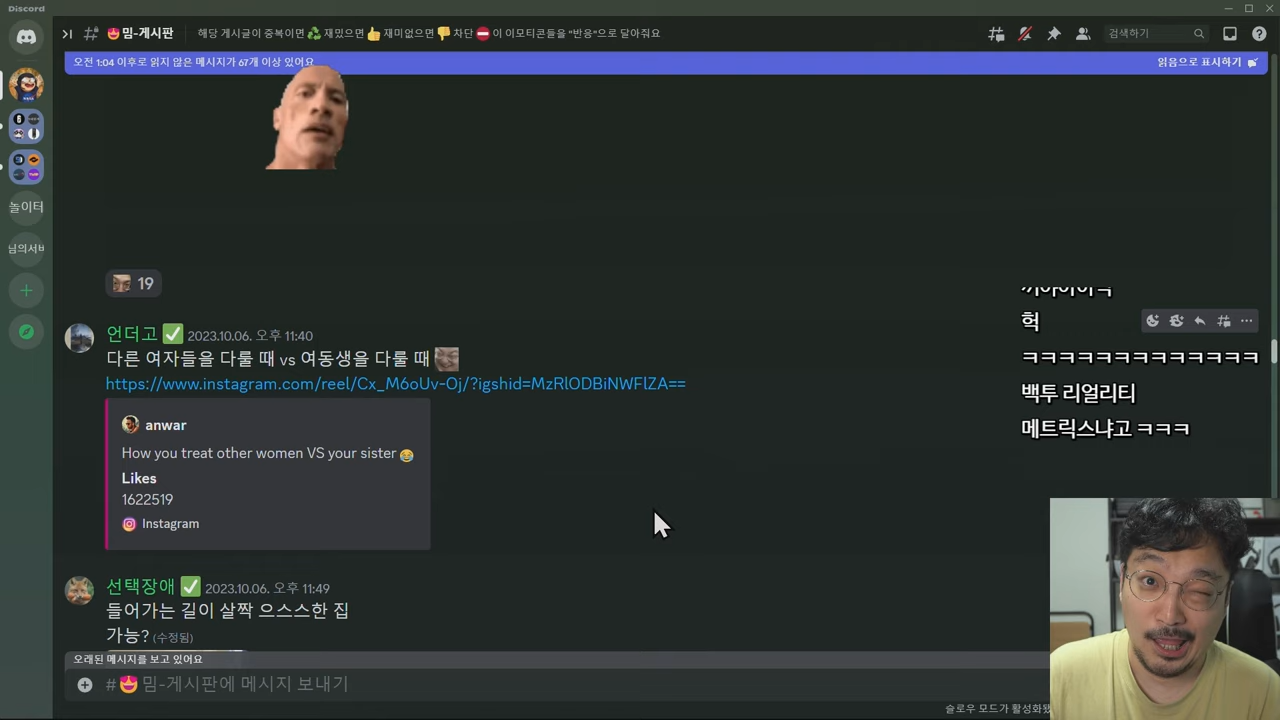 Discord
밈-게시판
해당 게시글이 중복이면♻️ 재밌으면👍 재미없으면👎 차단⛔ 이 이모티콘들을 "반응"으로 달아줘요
검색하기
오전 1:04 이후로 읽지 않은 메시지가 67개 이상 있어요
읽음으로 표시하기
놀이터
님의서버
19
언더고 ✅ 2023.10.06. 오후 11:40
다른 여자들을 다룰 때 vs 여동생을 다룰 때
https://www.instagram.com/reel/Cx_M6oUv-Oj/?igshid=MzRlODBiNWFlZA==
anwar
How you treat other women VS your sister 😂
Likes
1622519
Instagram
헉
ㅋㅋㅋㅋㅋㅋㅋㅋㅋㅋㅋㅋㅋ
백투 리얼리티
메트릭스냐고 ㅋㅋㅋ
선택장애 ✅ 2023.10.06. 오후 11:49
들어가는 길이 살짝 으스스한 집
가능? (수정됨)
오래된 메시지를 보고 있어요
#😍밈-게시판에 메시지 보내기
슬로우 모드가 활성화됐